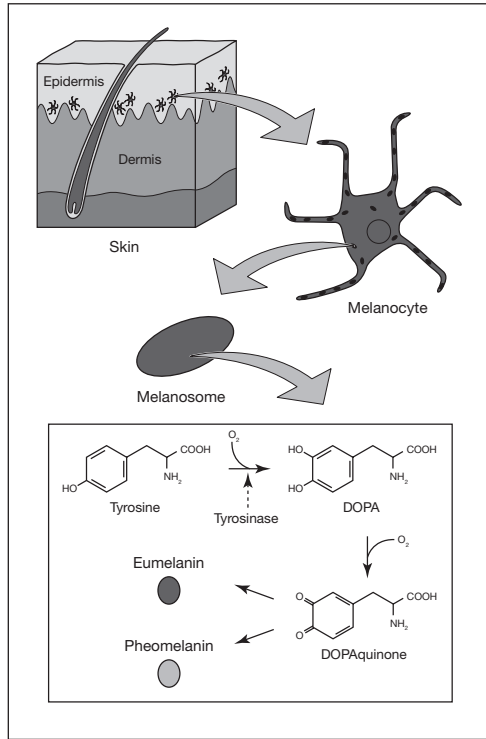 Epidermis
Dermis
Skin
Melanocyte
Melanosome
O2
COOH
NH2
HO
Tyrosine
Tyrosinase
HO
HO
COOH
NH2
DOPA
O2
Eumelanin
Pheomelanin
O
O
COOH
NH2
DOPAquinone